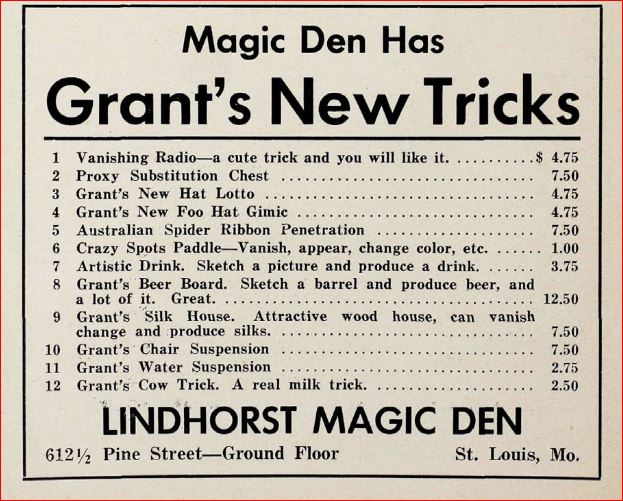 Magic Den Has
Grant's New Tricks
1 Vanishing Radio—a cute trick and you will like it. ..........$ 4.75
2 Proxy Substitution Chest .............................. 7.50
3 Grant's New Hat Lotto ................................ 4.75
4 Grant's New Foo Hat Gimic ............................ 4.75
5 Australian Spider Ribbon Penetration ................... 7.50
6 Crazy Spots Paddle—Vanish, appear, change color, etc. ...... 1.00
7 Artistic Drink. Sketch a picture and produce a drink. ...... 3.75
8 Grant's Beer Board. Sketch a barrel and produce beer, and
a lot of it. Great. ..................................... 12.50
9 Grant's Silk House. Attractive wood house, can vanish
change and produce silks. .............................. 7.50
10 Grant's Chair Suspension .............................. 7.50
11 Grant's Water Suspension .............................. 2.75
12 Grant's Cow Trick. A real milk trick. ................... 2.50
LINDHORST MAGIC DEN
612½ Pine Street—Ground Floor St. Louis, Mo.